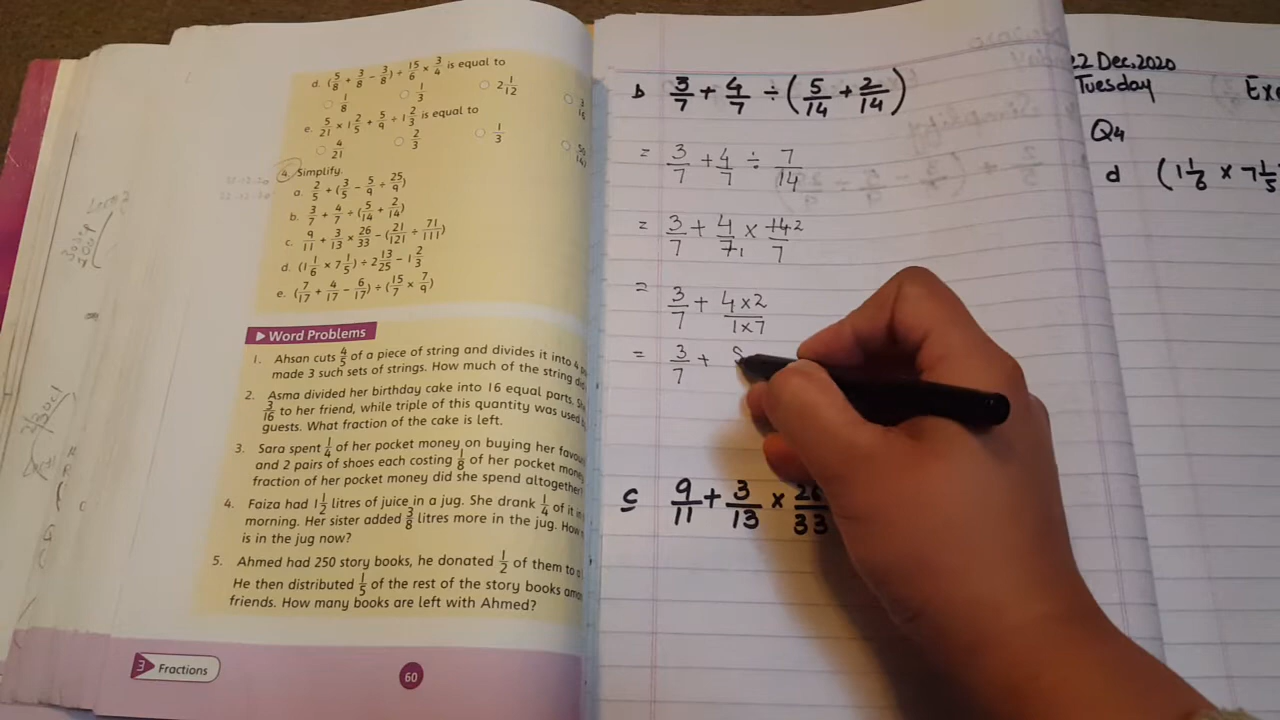 d. (5/8 + 3/8 − 3/8) ÷ 15/6 × 3/4 is equal to
1/8 1/3 2 1/12 3/16
e. 5/21 × 1 2/5 + 5/9 ÷ 1 2/3 is equal to
4/21 2/3 1/3
4. Simplify.
a. 2/5 + (3/5 − 5/9 ÷ 25/9)
b. 3/7 + 4/7 ÷ (5/14 + 2/14)
c. 9/11 + 3/13 × 26/33 − (21/121 ÷ 71/111)
d. (1 1/6 × 7 1/5) ÷ 2 13/25 − 1 2/3
e. (7/17 + 4/17 − 6/17) ÷ (15/7 × 7/9)
Word Problems
1. Ahsan cuts 4/5 of a piece of string and divides it into 4
made 3 such sets of strings. How much of the string
2. Asma divided her birthday cake into 16 equal parts.
3/16 to her friend, while triple of this quantity was used
guests. What fraction of the cake is left.
3. Sara spent 1/4 of her pocket money on buying her
and 2 pairs of shoes each costing 1/8 of her pocket
fraction of her pocket money did she spend altogether
4. Faiza had 1 1/2 litres of juice in a jug. She drank 1/4 of it in
morning. Her sister added 3/8 litres more in the jug. How
is in the jug now?
5. Ahmed had 250 story books, he donated 1/2 of them to
He then distributed 1/5 of the rest of the story books
friends. How many books are left with Ahmed?
3 Fractions
60
b 3/7 + 4/7 ÷ (5/14 + 2/14)
= 3/7 + 4/7 ÷ 7/14
= 3/7 + 4/7 1 × 14 2/7
= 3/7 + 4×2/1×7
= 3/7 +
c 9/11 + 3/13 × 26/33
22 Dec, 2020
Tuesday
Q4
d (1 1/6 × 7 1/5)